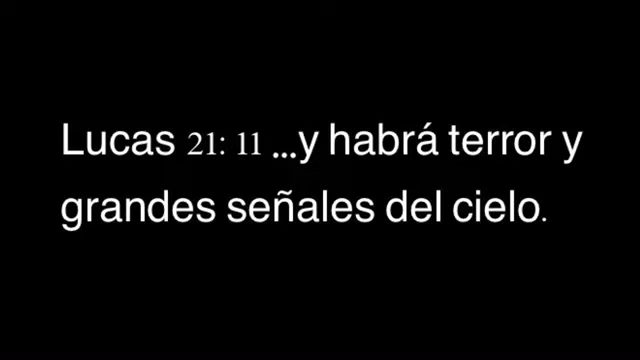 Lucas 21: 11 ...y habrá terror y
grandes señales del cielo.